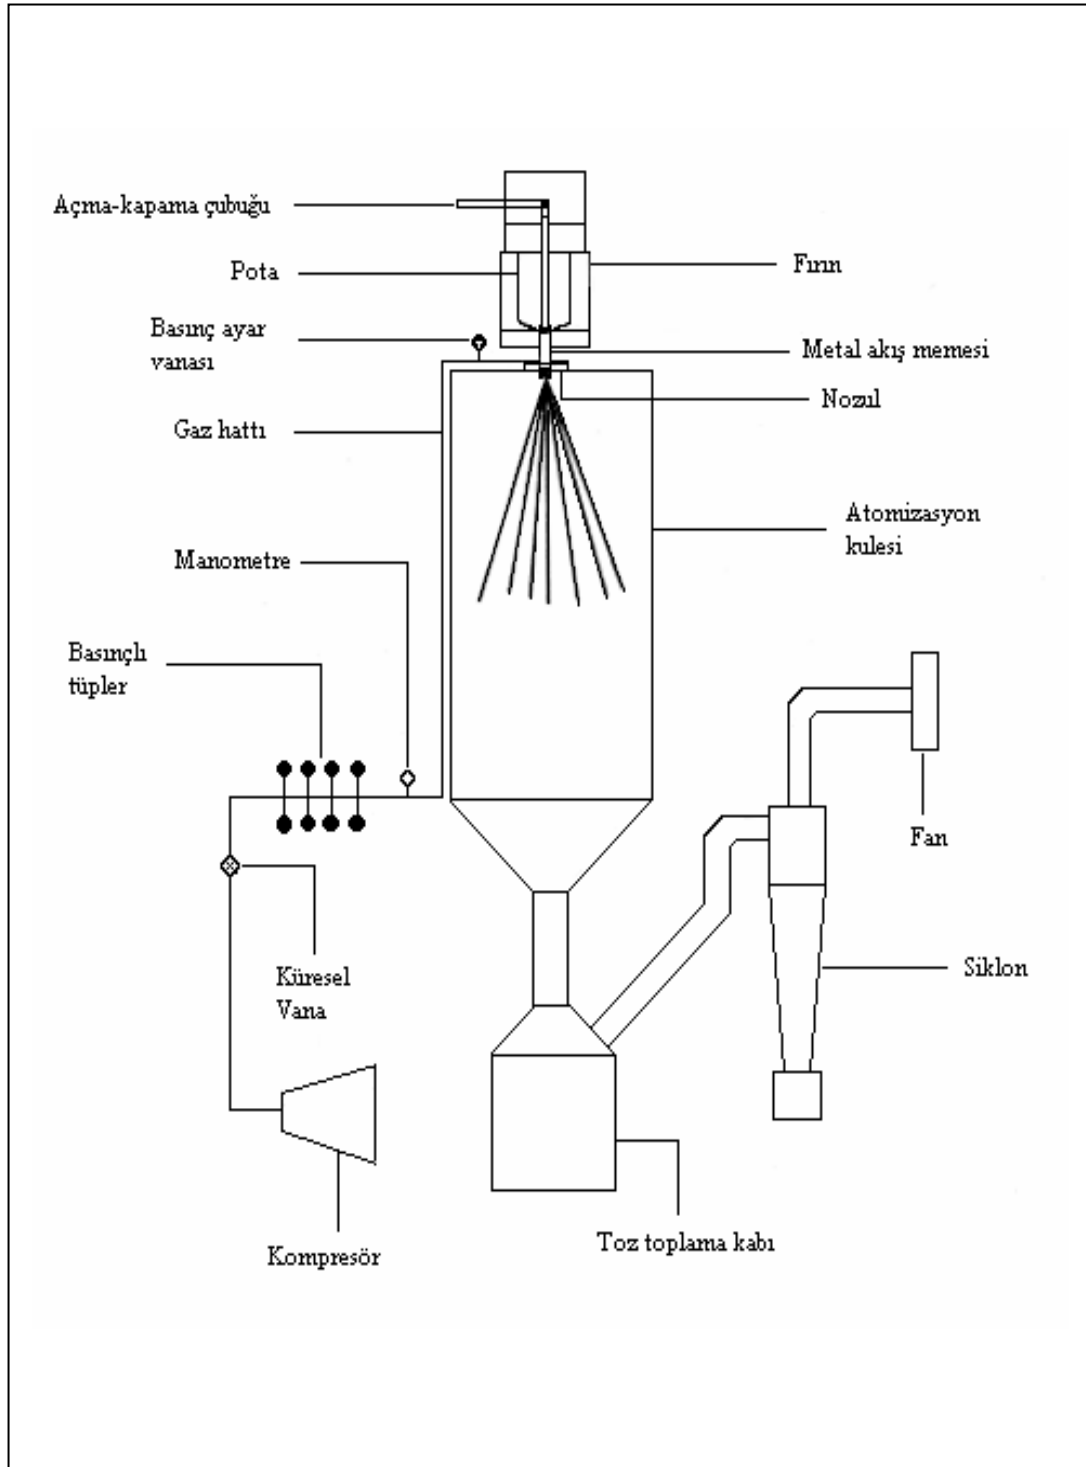 Açma-kapama çubuğu
Pota
Fırın
Basınç ayar
vanası
Metal akış memesi
Nozul
Gaz hattı
Atomizasyon
kulesi
Manometre
Basınçlı
tüpler
Fan
Küresel
Vana
Siklon
Toz toplama kabı
Kompresör